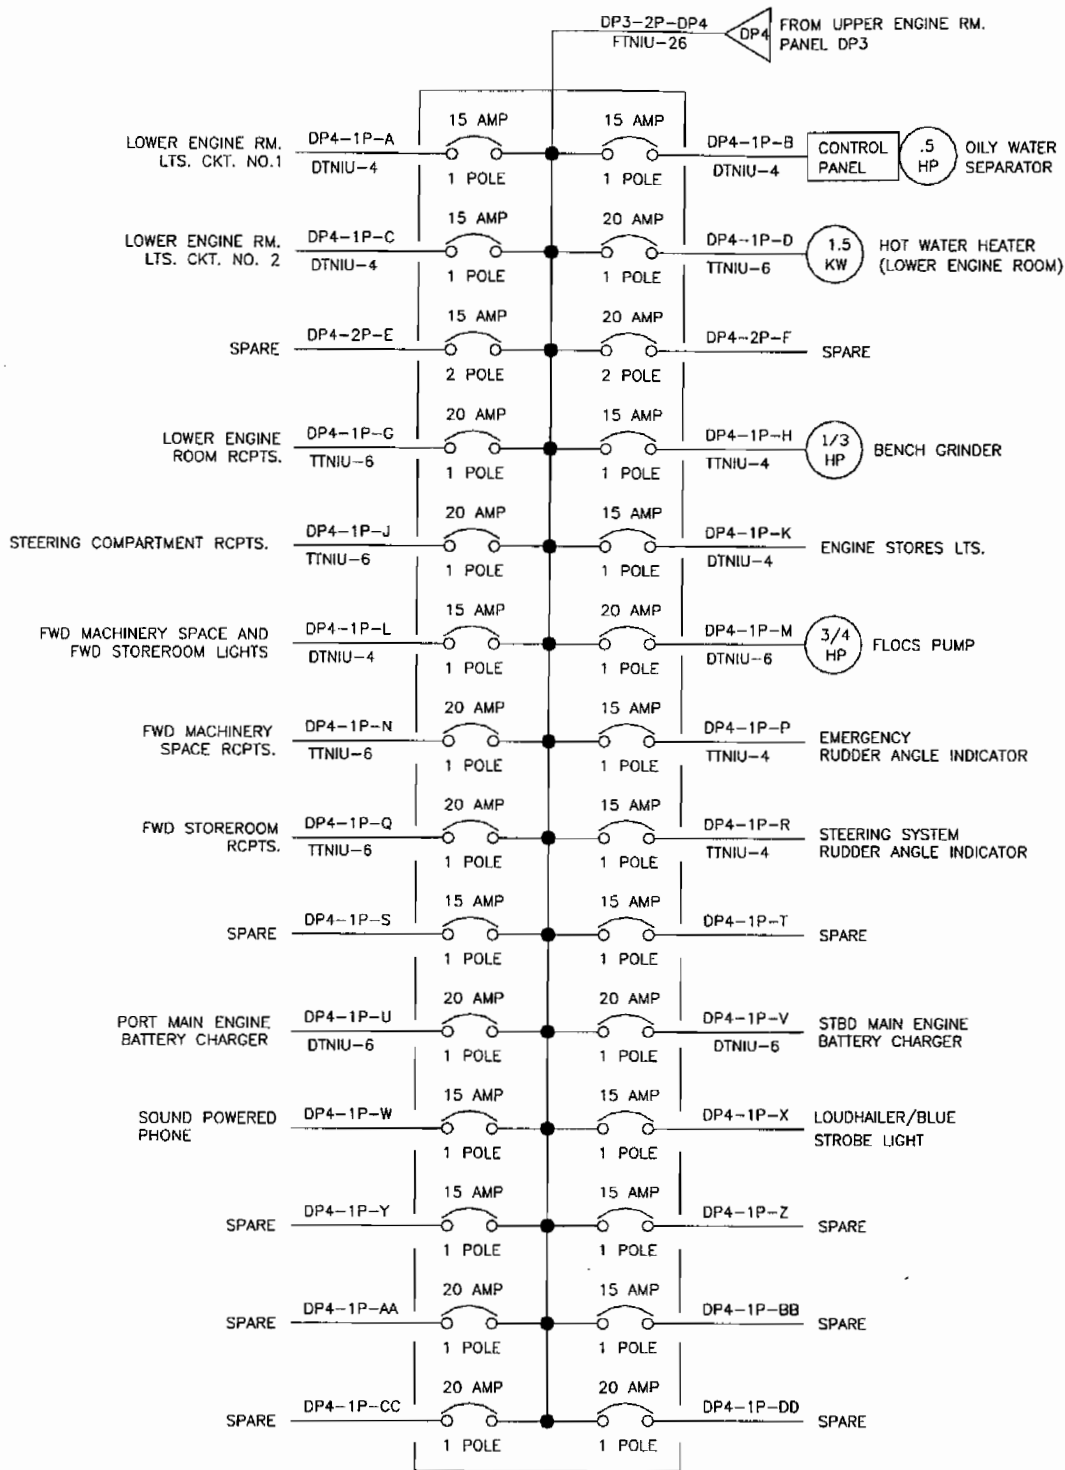 DP3-2P-DP4
FTNIU-26
DP4
FROM UPPER ENGINE RM.
PANEL DP3
LOWER ENGINE RM.
LTS. CKT. NO.1
DP4-1P-A
DTNIU-4
15 AMP
1 POLE
15 AMP
1 POLE
DP4-1P-B
DTNIU-4
CONTROL
PANEL
.5
HP
OILY WATER
SEPARATOR
LOWER ENGINE RM.
LTS. CKT. NO. 2
DP4-1P-C
DTNIU-4
15 AMP
1 POLE
20 AMP
1 POLE
DP4-1P-D
TTNIU-6
1.5
KW
HOT WATER HEATER
(LOWER ENGINE ROOM)
SPARE
DP4-2P-E
15 AMP
2 POLE
20 AMP
2 POLE
DP4-2P-F
SPARE
LOWER ENGINE
ROOM RCPTS.
DP4-1P-G
TTNIU-6
20 AMP
1 POLE
15 AMP
1 POLE
DP4-1P-H
TTNIU-4
1/3
HP
BENCH GRINDER
STEERING COMPARTMENT RCPTS.
DP4-1P-J
TTNIU-6
20 AMP
1 POLE
15 AMP
1 POLE
DP4-1P-K
DTNIU-4
ENGINE STORES LTS.
FWD MACHINERY SPACE AND
FWD STOREROOM LIGHTS
DP4-1P-L
DTNIU-4
15 AMP
1 POLE
20 AMP
1 POLE
DP4-1P-M
DTNIU-6
3/4
HP
FLOCS PUMP
FWD MACHINERY
SPACE RCPTS.
DP4-1P-N
TTNIU-6
20 AMP
1 POLE
15 AMP
1 POLE
DP4-1P-P
TTNIU-4
EMERGENCY
RUDDER ANGLE INDICATOR
FWD STOREROOM
RCPTS.
DP4-1P-Q
TTNIU-6
20 AMP
1 POLE
15 AMP
1 POLE
DP4-1P-R
TTNIU-4
STEERING SYSTEM
RUDDER ANGLE INDICATOR
SPARE
DP4-1P-S
15 AMP
1 POLE
15 AMP
1 POLE
DP4-1P-T
SPARE
PORT MAIN ENGINE
BATTERY CHARGER
DP4-1P-U
DTNIU-6
20 AMP
1 POLE
20 AMP
1 POLE
DP4-1P-V
DTNIU-6
STBD MAIN ENGINE
BATTERY CHARGER
SOUND POWERED
PHONE
DP4-1P-W
15 AMP
1 POLE
15 AMP
1 POLE
DP4-1P-X
LOUDHAILER/BLUE
STROBE LIGHT
SPARE
DP4-1P-Y
15 AMP
1 POLE
15 AMP
1 POLE
DP4-1P-Z
SPARE
SPARE
DP4-1P-AA
20 AMP
1 POLE
15 AMP
1 POLE
DP4-1P-BB
SPARE
SPARE
DP4-1P-CC
20 AMP
1 POLE
20 AMP
1 POLE
DP4-1P-DD
SPARE